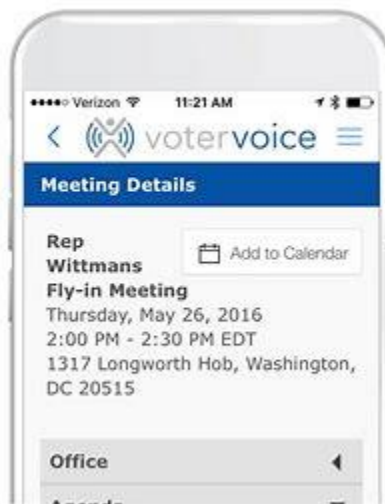 Verizon 11:21 AM
votervoice
Meeting Details
Rep
Wittmans
Fly-in Meeting
Add to Calendar
Thursday, May 26, 2016
2:00 PM - 2:30 PM EDT
1317 Longworth Hob, Washington,
DC 20515
Office
Agenda